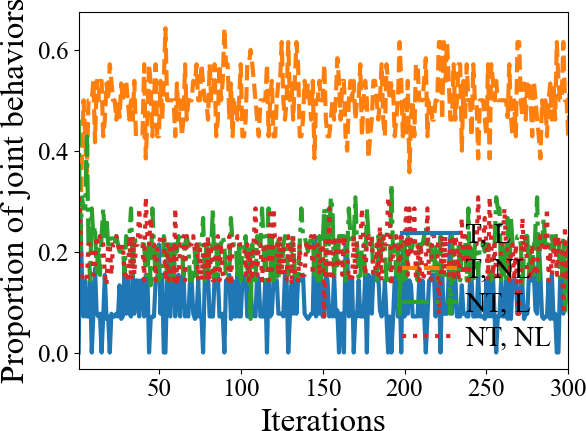 Proportion of joint behaviors
0.6
0.4
0.2
0.0
T, L
T, NL
NT, L
NT, NL
50
100
150
200
250
300
Iterations